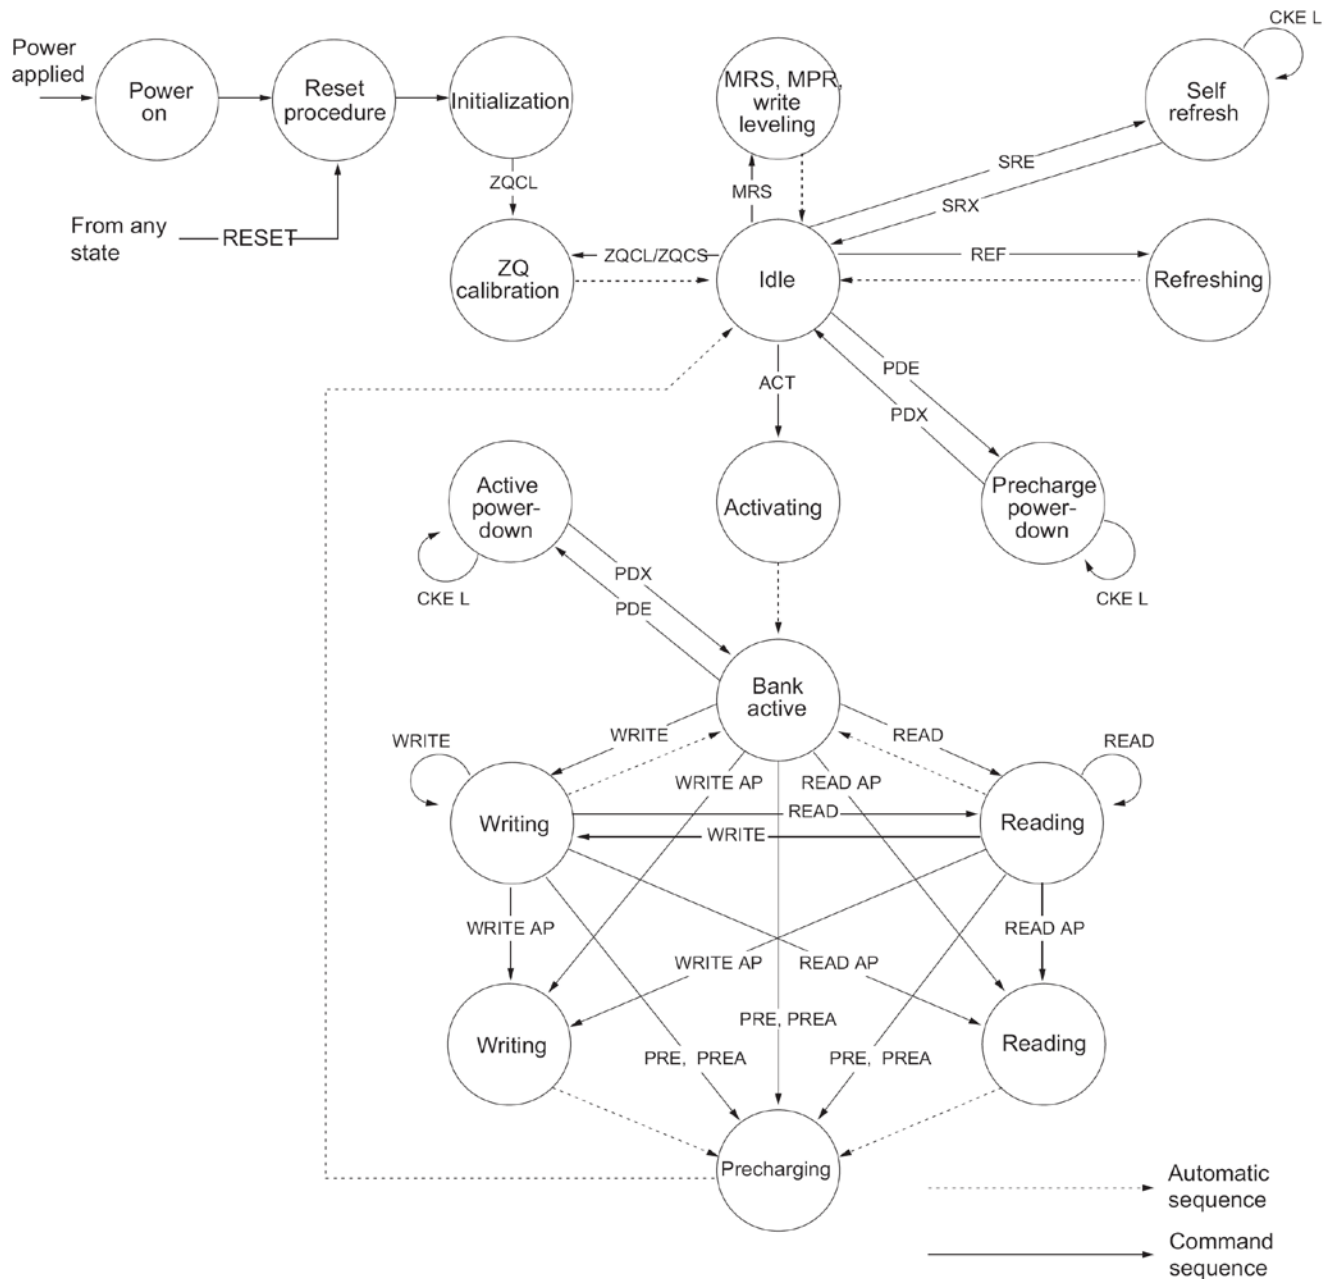 CKE L
Power
applied
Power
on
Reset
procedure
Initialization
MRS, MPR,
write
leveling
Self
refresh
ZQCL
MRS
SRE
SRX
From any
state
RESET
ZQ
calibration
ZQCL/ZQCS
Idle
REF
Refreshing
PDE
ACT
PDX
Active
power-
down
Activating
Precharge
power-
down
PDX
CKE L
PDE
CKE L
Bank
active
WRITE
READ
WRITE
READ
WRITE AP
READ AP
Writing
READ
WRITE
Reading
WRITE AP
READ AP
WRITE AP
READ AP
PRE, PREA
Writing
Reading
PRE, PREA
PRE, PREA
Precharging
Automatic
sequence
Command
sequence